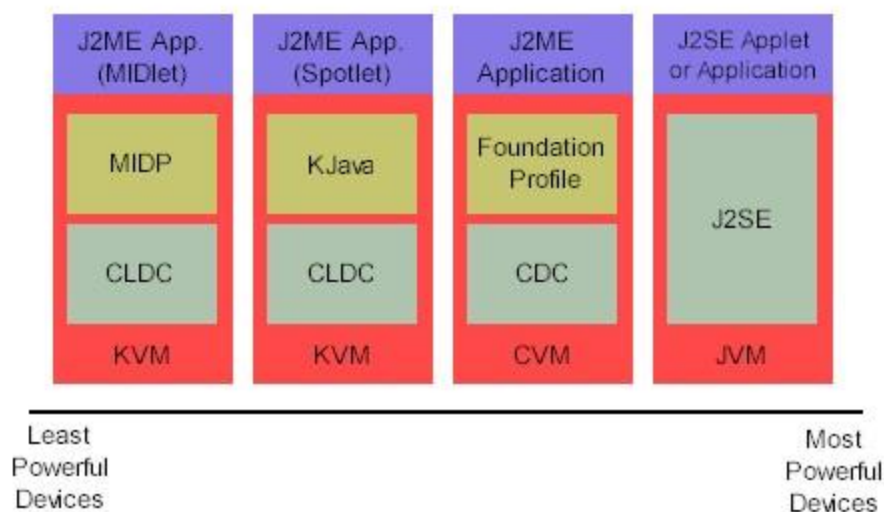 J2ME App.
(MIDlet)
MIDP
CLDC
KVM
J2ME App.
(Spotlet)
KJava
CLDC
KVM
J2ME
Application
Foundation
Profile
CDC
CVM
J2SE Applet
or Application
J2SE
JVM
Least
Powerful
Devices
Most
Powerful
Devices